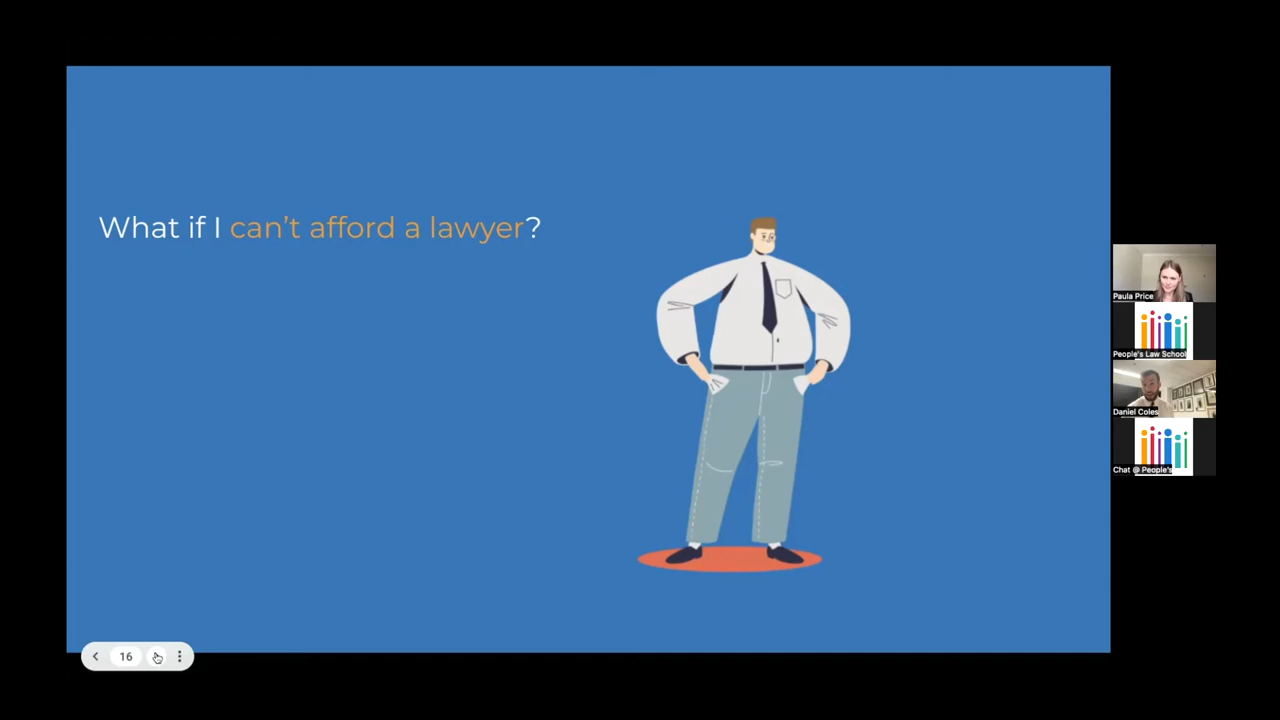 What if I can't afford a lawyer?
Paula Price
People's Law School
Daniel Coles
Chat @ People's
16